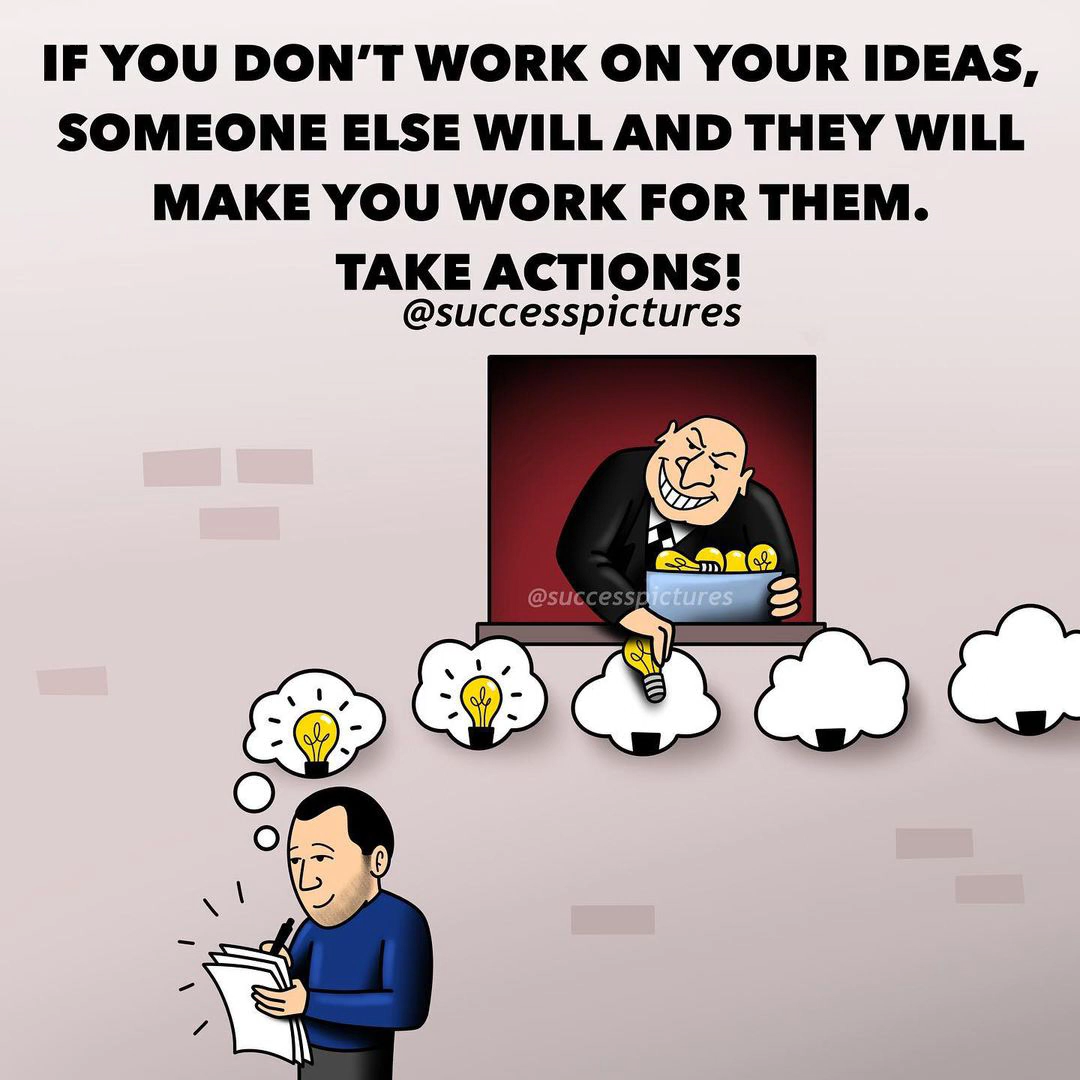 IF YOU DON'T WORK ON YOUR IDEAS,
SOMEONE ELSE WILL AND THEY WILL
MAKE YOU WORK FOR THEM.
TAKE ACTIONS!
@successpictures
@successpictures